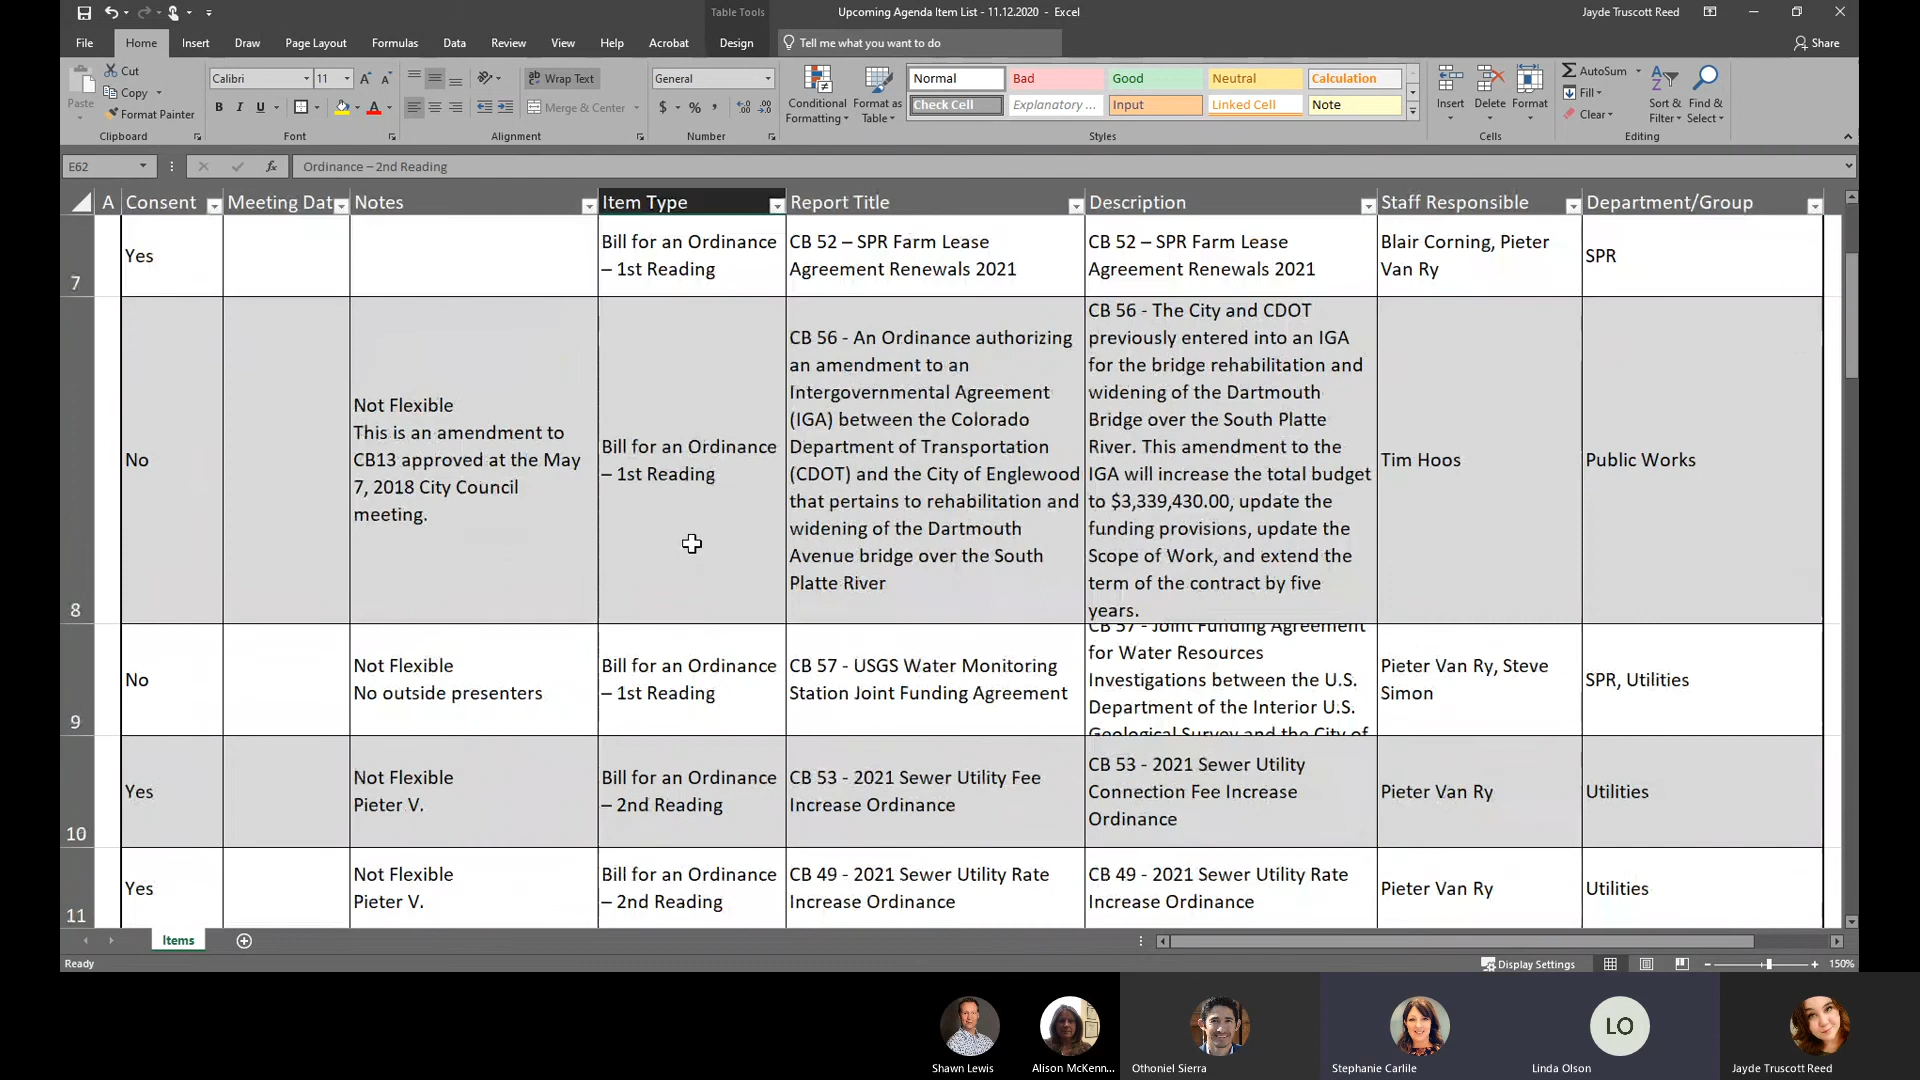 Table Tools
Upcoming Agenda Item List - 11.12.2020 - Excel
Jayde Truscott Reed
File Home Insert Draw Page Layout Formulas Data Review View Help Acrobat Design Tell me what you want to do Share
Paste
Cut
Copy
Format Painter
Clipboard
Calibri 11
B I U
Font
Wrap Text
Merge & Center
Alignment
General
$ % ,
Number
Conditional Formatting
Format as Table
Normal Bad Good Neutral Calculation
Check Cell Explanatory ... Input Linked Cell Note
Styles
Insert Delete Format
Cells
AutoSum
Fill
Clear
Sort & Filter
Find & Select
Editing
E62 fx Ordinance – 2nd Reading
A Consent Meeting Dat Notes Item Type Report Title Description Staff Responsible Department/Group
7
Yes
Bill for an Ordinance
– 1st Reading
CB 52 – SPR Farm Lease
Agreement Renewals 2021
CB 52 – SPR Farm Lease
Agreement Renewals 2021
Blair Corning, Pieter
Van Ry
SPR
8
No
Not Flexible
This is an amendment to
CB13 approved at the May
7, 2018 City Council
meeting.
Bill for an Ordinance
– 1st Reading
CB 56 - An Ordinance authorizing
an amendment to an
Intergovernmental Agreement
(IGA) between the Colorado
Department of Transportation
(CDOT) and the City of Englewood
that pertains to rehabilitation and
widening of the Dartmouth
Avenue bridge over the South
Platte River
CB 56 - The City and CDOT
previously entered into an IGA
for the bridge rehabilitation and
widening of the Dartmouth
Bridge over the South Platte
River. This amendment to the
IGA will increase the total budget
to $3,339,430.00, update the
funding provisions, update the
Scope of Work, and extend the
term of the contract by five
years.
Tim Hoos
Public Works
9
No
Not Flexible
No outside presenters
Bill for an Ordinance
– 1st Reading
CB 57 - USGS Water Monitoring
Station Joint Funding Agreement
CB 57 - Joint Funding Agreement
for Water Resources
Investigations between the U.S.
Department of the Interior U.S.
Geological Survey and the City of
Pieter Van Ry, Steve
Simon
SPR, Utilities
10
Yes
Not Flexible
Pieter V.
Bill for an Ordinance
– 2nd Reading
CB 53 - 2021 Sewer Utility Fee
Increase Ordinance
CB 53 - 2021 Sewer Utility
Connection Fee Increase
Ordinance
Pieter Van Ry
Utilities
11
Yes
Not Flexible
Pieter V.
Bill for an Ordinance
– 2nd Reading
CB 49 - 2021 Sewer Utility Rate
Increase Ordinance
CB 49 - 2021 Sewer Utility Rate
Increase Ordinance
Pieter Van Ry
Utilities
Items
Ready
Display Settings
150%
LO
Shawn Lewis
Alison McKenn...
Othoniel Sierra
Stephanie Carlile
Linda Olson
Jayde Truscott Reed